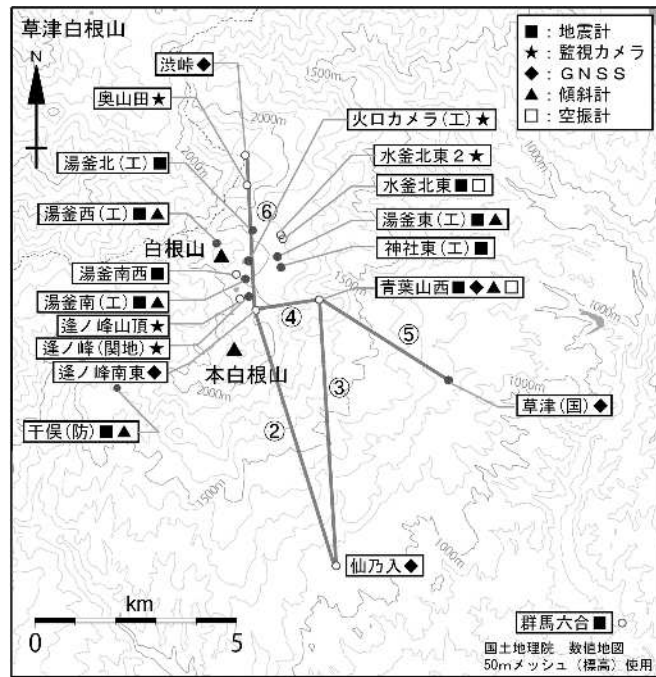 草津白根山
N
■：地震計
★：監視カメラ
◆：ＧＮＳＳ
▲：傾斜計
□：空振計
渋峠◆
奥山田★
湯釜北(工)■
湯釜西(工)■▲
白根山
湯釜南西■
湯釜南(工)■▲
逢ノ峰山頂★
逢ノ峰(関地)★
逢ノ峰南東◆
本白根山
干俣(防)■▲
火口カメラ(工)★
水釜北東２★
水釜北東■□
湯釜東(工)■▲
神社東(工)■
青葉山西■◆▲□
草津(国)◆
仙乃入◆
群馬六合■
⑥
④
⑤
③
②
1500m
2000m
2000m
1500m
1000m
1000m
2000m
1500m
1000m
1000m
km
0
5
国土地理院　数値地図
50mメッシュ（標高）使用